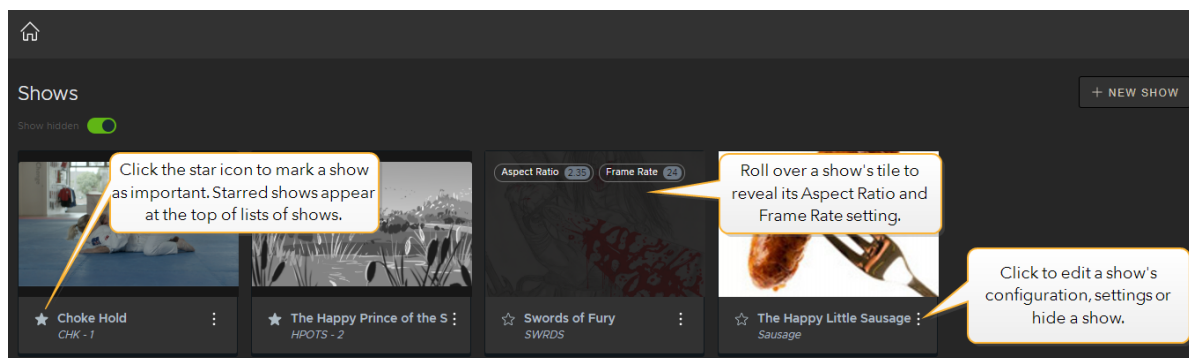 Shows
+ NEW SHOW
Show hidden
Click the star icon to mark a show
as important. Starred shows appear
at the top of lists of shows.
Aspect Ratio 2.35 Frame Rate 24
Roll over a show's tile to
reveal its Aspect Ratio and
Frame Rate setting.
Click to edit a show's
configuration, settings or
hide a show.
Choke Hold
CHK - 1
The Happy Prince of the S
HPOTS - 2
Swords of Fury
SWRDS
The Happy Little Sausage
Sausage